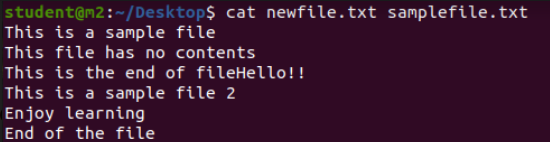 student@m2:~/Desktop$ cat newfile.txt samplefile.txt
This is a sample file
This file has no contents
This is the end of fileHello!!
This is a sample file 2
Enjoy learning
End of the file